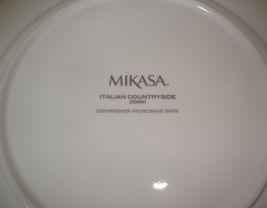 MIKASA
ITALIAN COUNTRYSIDE
DD900
DISHWASHER MICROWAVE SAFE